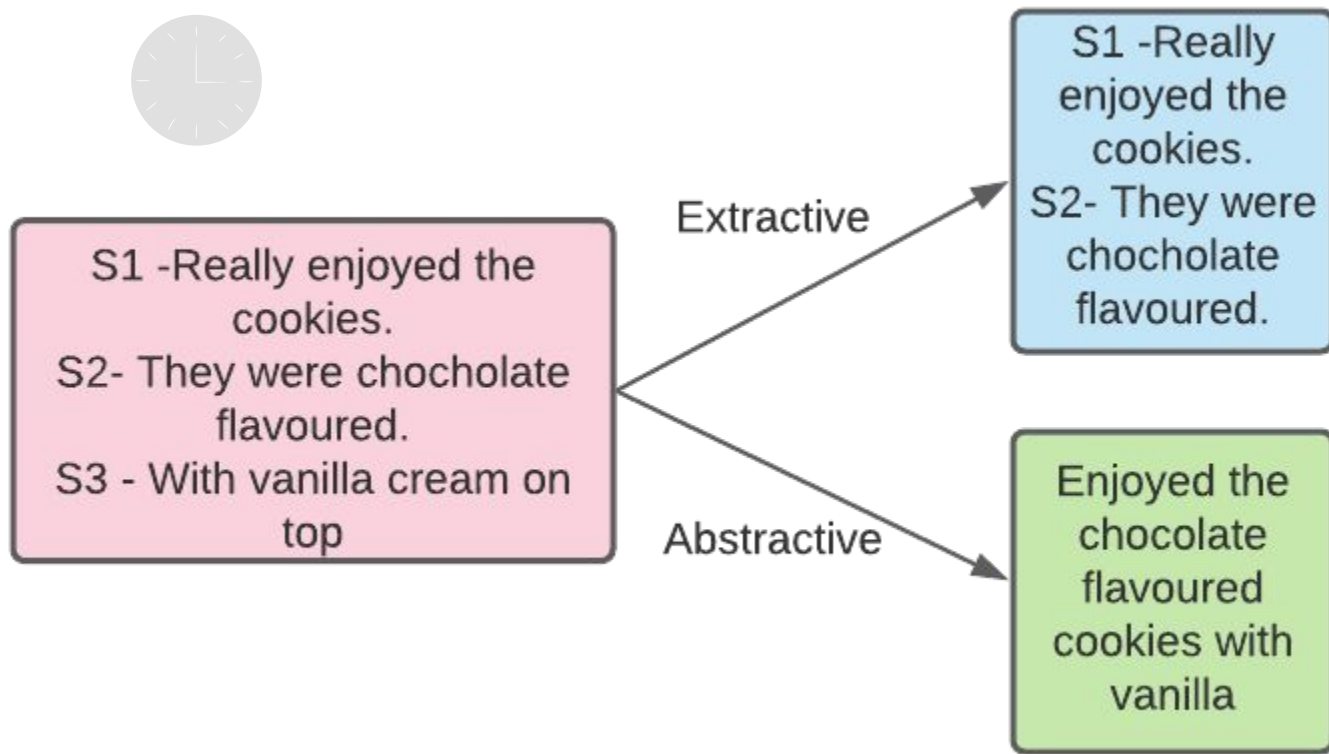 S1 -Really enjoyed the
cookies.
S2- They were chocholate
flavoured.
S3 - With vanilla cream on
top
Extractive
Abstractive
S1 -Really
enjoyed the
cookies.
S2- They were
chocholate
flavoured.
Enjoyed the
chocolate
flavoured
cookies with
vanilla